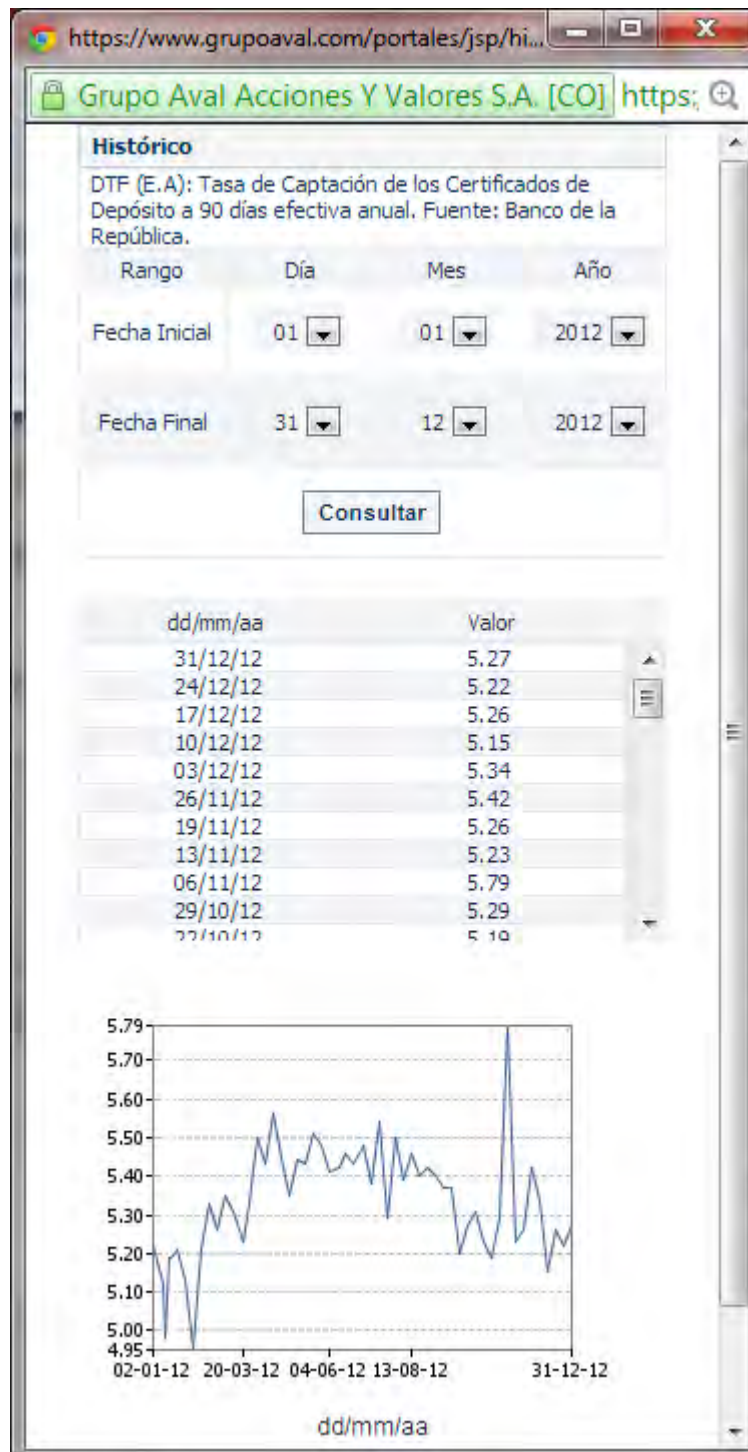 https://www.grupoaval.com/portales/jsp/hi...
Grupo Aval Acciones Y Valores S.A. [CO] https:
Histórico
DTF (E.A): Tasa de Captación de los Certificados de
Depósito a 90 días efectiva anual. Fuente: Banco de la
República.
Rango Día Mes Año
Fecha Inicial 01 01 2012
Fecha Final 31 12 2012
Consultar
dd/mm/aa Valor
31/12/12 5.27
24/12/12 5.22
17/12/12 5.26
10/12/12 5.15
03/12/12 5.34
26/11/12 5.42
19/11/12 5.26
13/11/12 5.23
06/11/12 5.79
29/10/12 5.29
22/10/12 5.19
5.79
5.70
5.60
5.50
5.40
5.30
5.20
5.10
5.00
4.95
02-01-12 20-03-12 04-06-12 13-08-12 31-12-12
dd/mm/aa